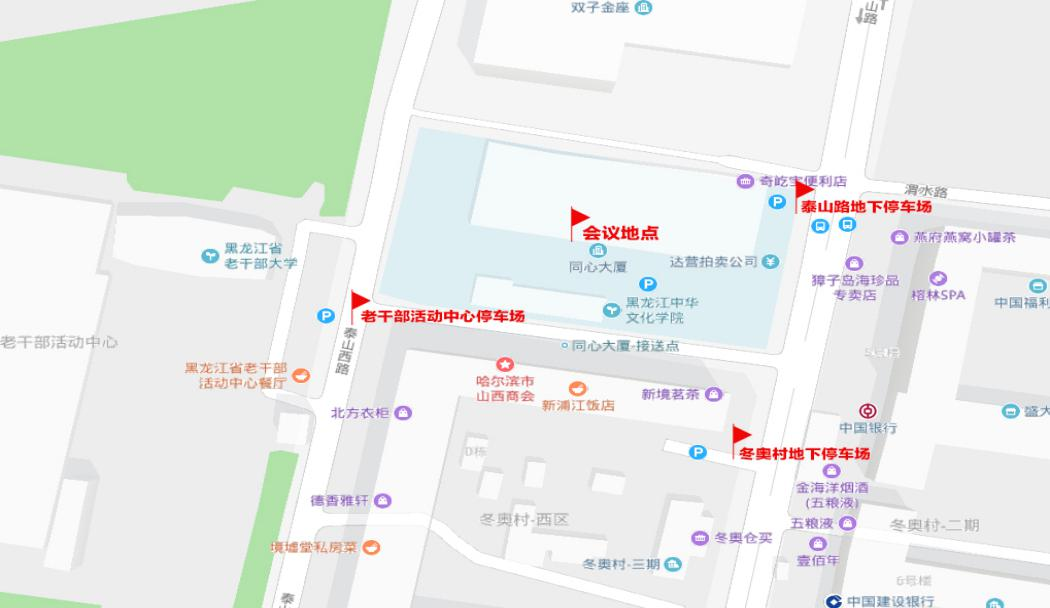 双子金座
山路
奇屹宝便利店
渭水路
泰山路地下停车场
会议地点
燕府燕窝小罐茶
黑龙江省
老干部大学
同心大厦
达营拍卖公司
獐子岛海珍品
专卖店
榕林SPA
中国福利
黑龙江中华
文化学院
老干部活动中心停车场
老干部活动中心
泰山西路
同心大厦-接送点
黑龙江省老干部
活动中心餐厅
哈尔滨市
山西商会
新浦江饭店
新境茗茶
北方衣柜
中国银行
盛大
D栋
冬奥村地下停车场
金海洋烟酒
(五粮液)
德香雅轩
冬奥村-西区
五粮液
冬奥村-二期
冬奥仓买
壹佰年
境墟堂私房菜
冬奥村-三期
6号楼
泰
中国建设银行